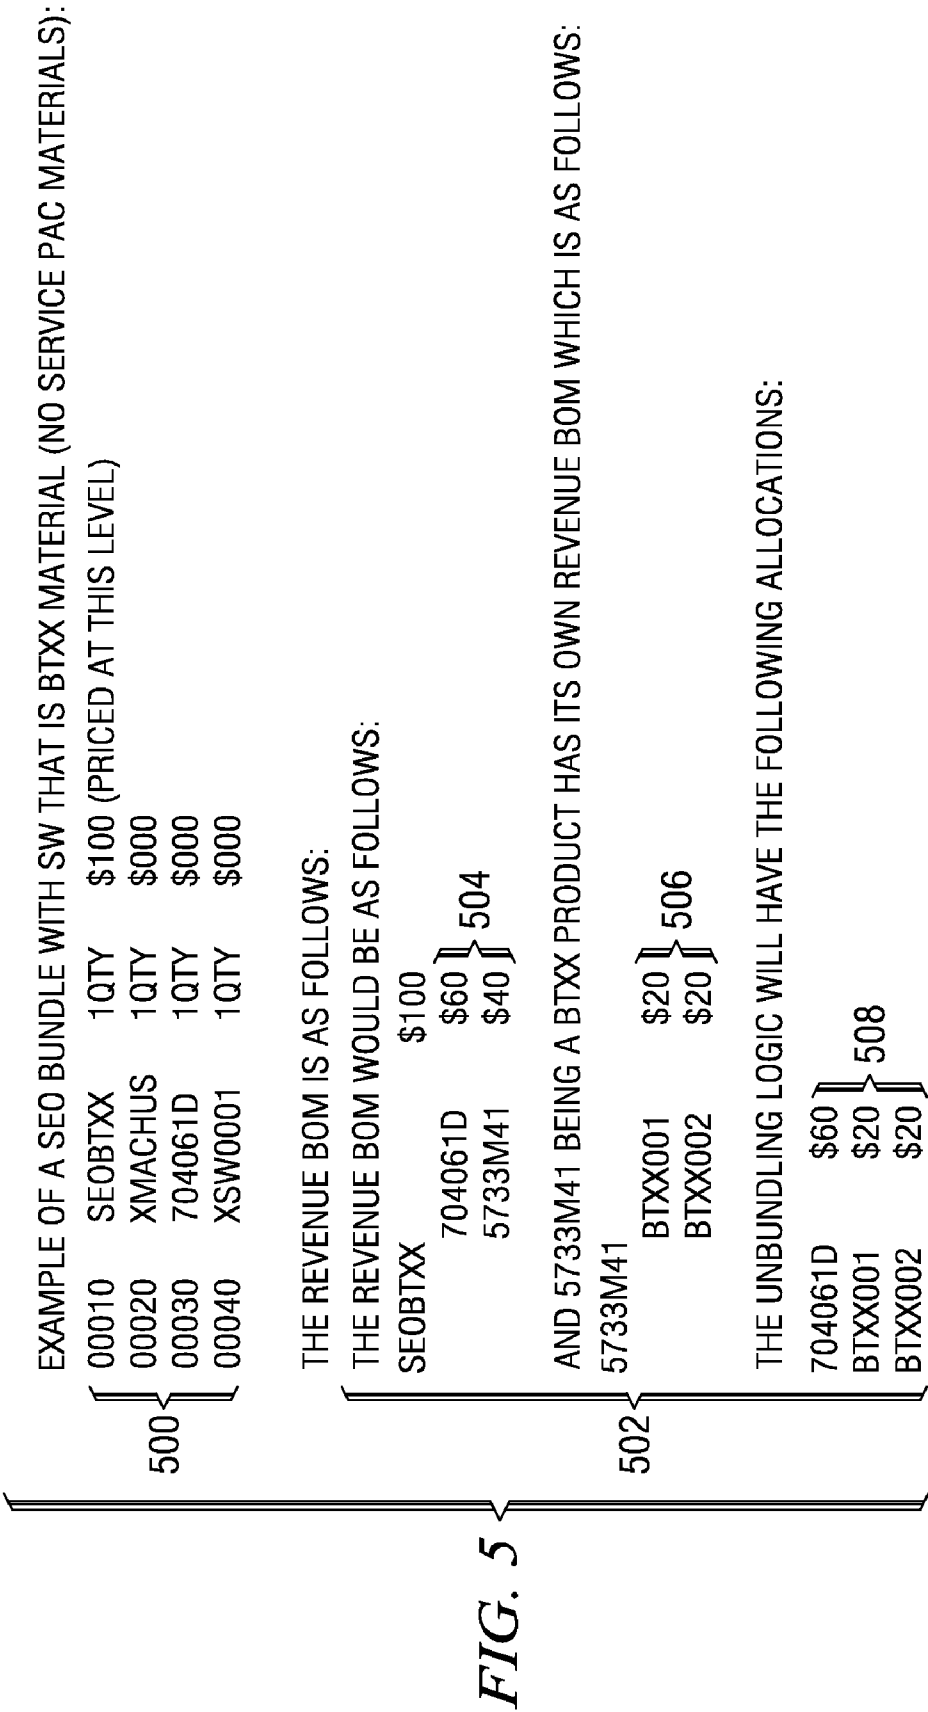 EXAMPLE OF A SEO BUNDLE WITH SW THAT IS BTXX MATERIAL (NO SERVICE PAC MATERIALS):
00010 SEOBTXX 1QTY $100 (PRICED AT THIS LEVEL)
00020 XMACHUS 1QTY $000
00030 704061D 1QTY $000
00040 XSW0001 1QTY $000
500
THE REVENUE BOM IS AS FOLLOWS:
THE REVENUE BOM WOULD BE AS FOLLOWS:
SEOBTXX $100
704061D $60
5733M41 $40
504
AND 5733M41 BEING A BTXX PRODUCT HAS ITS OWN REVENUE BOM WHICH IS AS FOLLOWS:
5733M41
BTXX001 $20
BTXX002 $20
506
502
THE UNBUNDLING LOGIC WILL HAVE THE FOLLOWING ALLOCATIONS:
704061D $60
BTXX001 $20
BTXX002 $20
508
FIG. 5